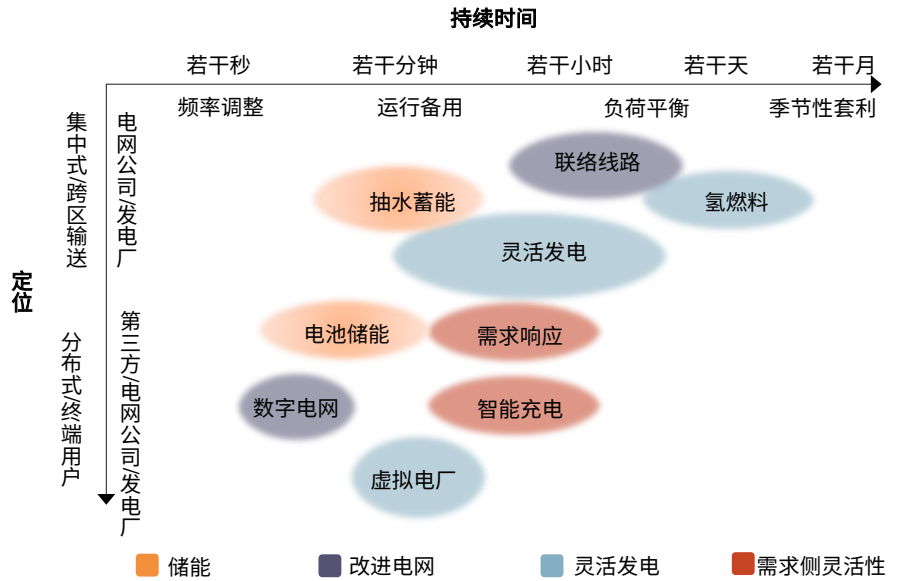 持续时间
若干秒
若干分钟
若干小时
若干天
若干月
频率调整
运行备用
负荷平衡
季节性套利
定位
集中式/跨区输送
电网公司/发电厂
分布式/终端用户
第三方/电网公司/发电厂
联络线路
抽水蓄能
氢燃料
灵活发电
电池储能
需求响应
数字电网
智能充电
虚拟电厂
储能
改进电网
灵活发电
需求侧灵活性